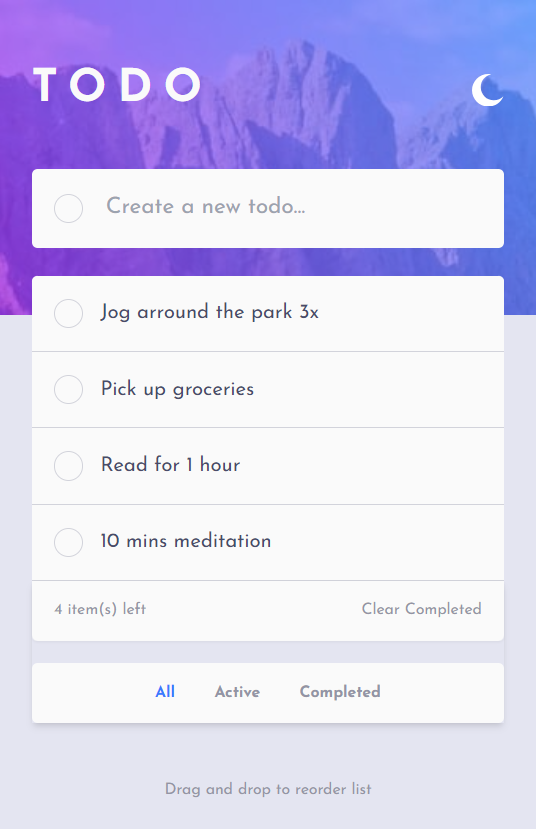 TODO
Create a new todo...
Jog arround the park 3x
Pick up groceries
Read for 1 hour
10 mins meditation
4 item(s) left Clear Completed
All Active Completed
Drag and drop to reorder list